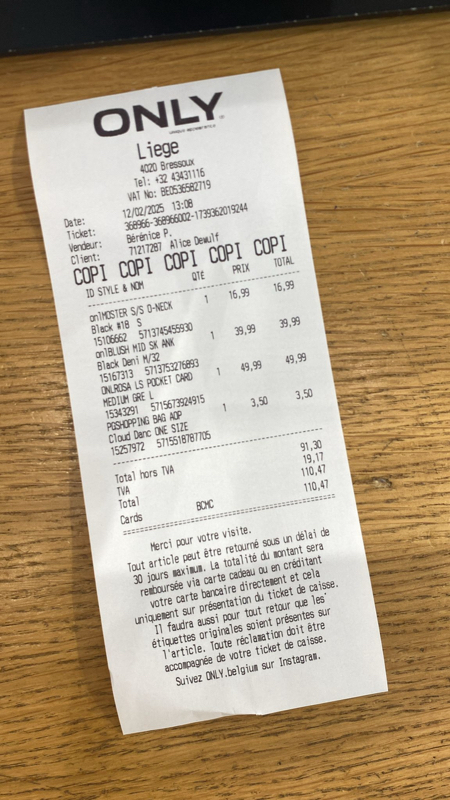 ONLY
Liege
4020 Bressoux
Tel: +32 43431116
VAT No: BE0536582719
Date: 12/02/2025 13:08
Ticket: 368966-368966002-1739362019244
Vendeur: Bérénice P.
Client: 71217287 Alice Dewulf
COPI COPI COPI COPI COPI
ID STYLE & NOM QTÉ PRIX TOTAL
onlMOSTER S/S O-NECK 1 16,99 16,99
Black #18 S
15106662 5713745455930
onlBLUSH MID SK ANK 1 39,99 39,99
Black Deni M/32
15167313 5713753276893
ONLROSA LS POCKET CARD 1 49,99 49,99
MEDIUM GRE L
15343291 5715673924915
PGSHOPPING BAG AOP 1 3,50 3,50
Cloud Danc ONE SIZE
15257972 5715518787705
Total hors TVA 91,30
TVA 19,17
Total 110,47
Cards BCMC 110,47
Merci pour votre visite.
Tout article peut être retourné sous un délai de
30 jours maximum. La totalité du montant sera
remboursée via carte cadeau ou en créditant
votre carte bancaire directement et cela
uniquement sur présentation du ticket de caisse.
Il faudra aussi pour tout retour que les
étiquettes originales soient présentes sur
l'article. Toute réclamation doit être
accompagnée de votre ticket de caisse.
Suivez ONLY.belgium sur Instagram.